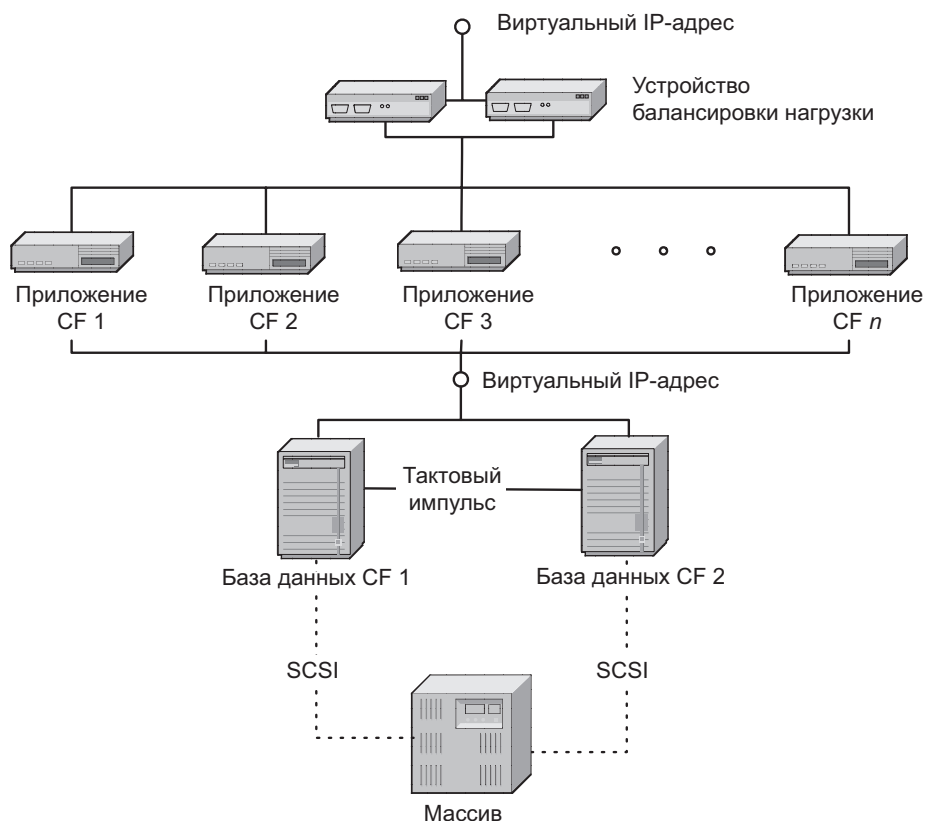 Виртуальный IP-адрес
Устройство
балансировки нагрузки
Приложение
CF 1
Приложение
CF 2
Приложение
CF 3
Приложение
CF n
Виртуальный IP-адрес
Тактовый
импульс
База данных CF 1
База данных CF 2
SCSI
SCSI
Массив